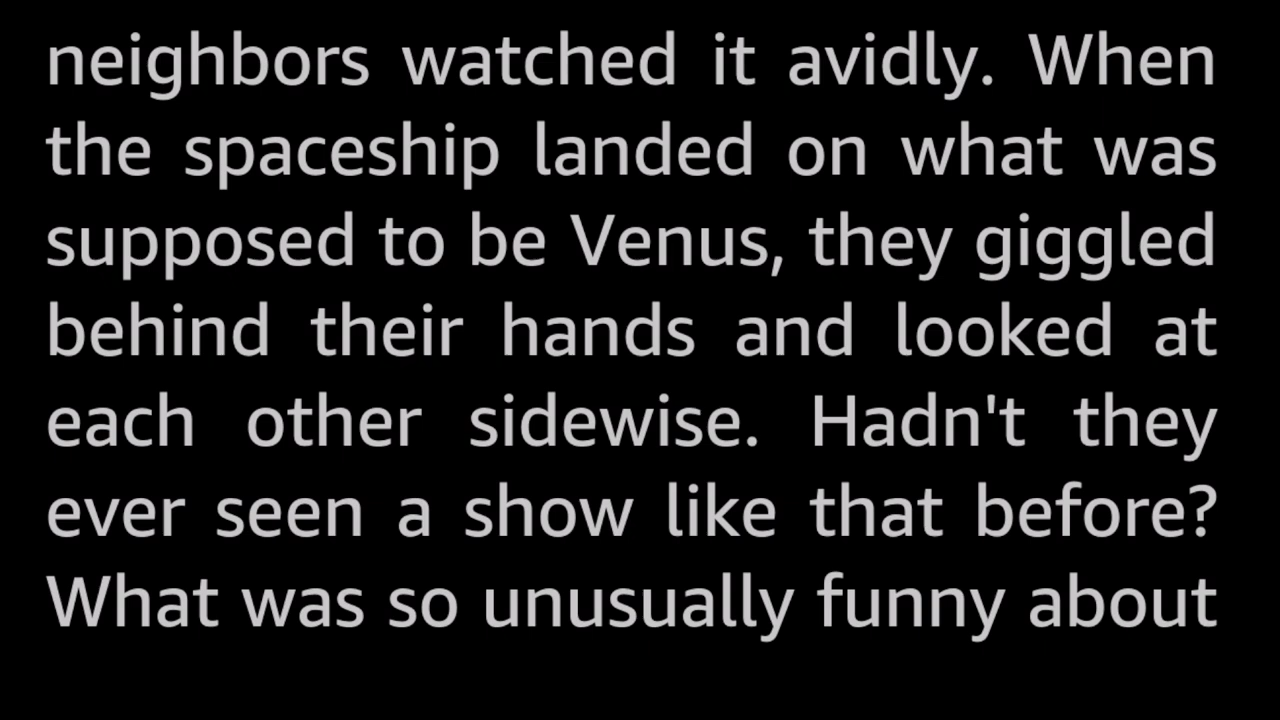 neighbors watched it avidly. When
the spaceship landed on what was
supposed to be Venus, they giggled
behind their hands and looked at
each other sidewise. Hadn't they
ever seen a show like that before?
What was so unusually funny about